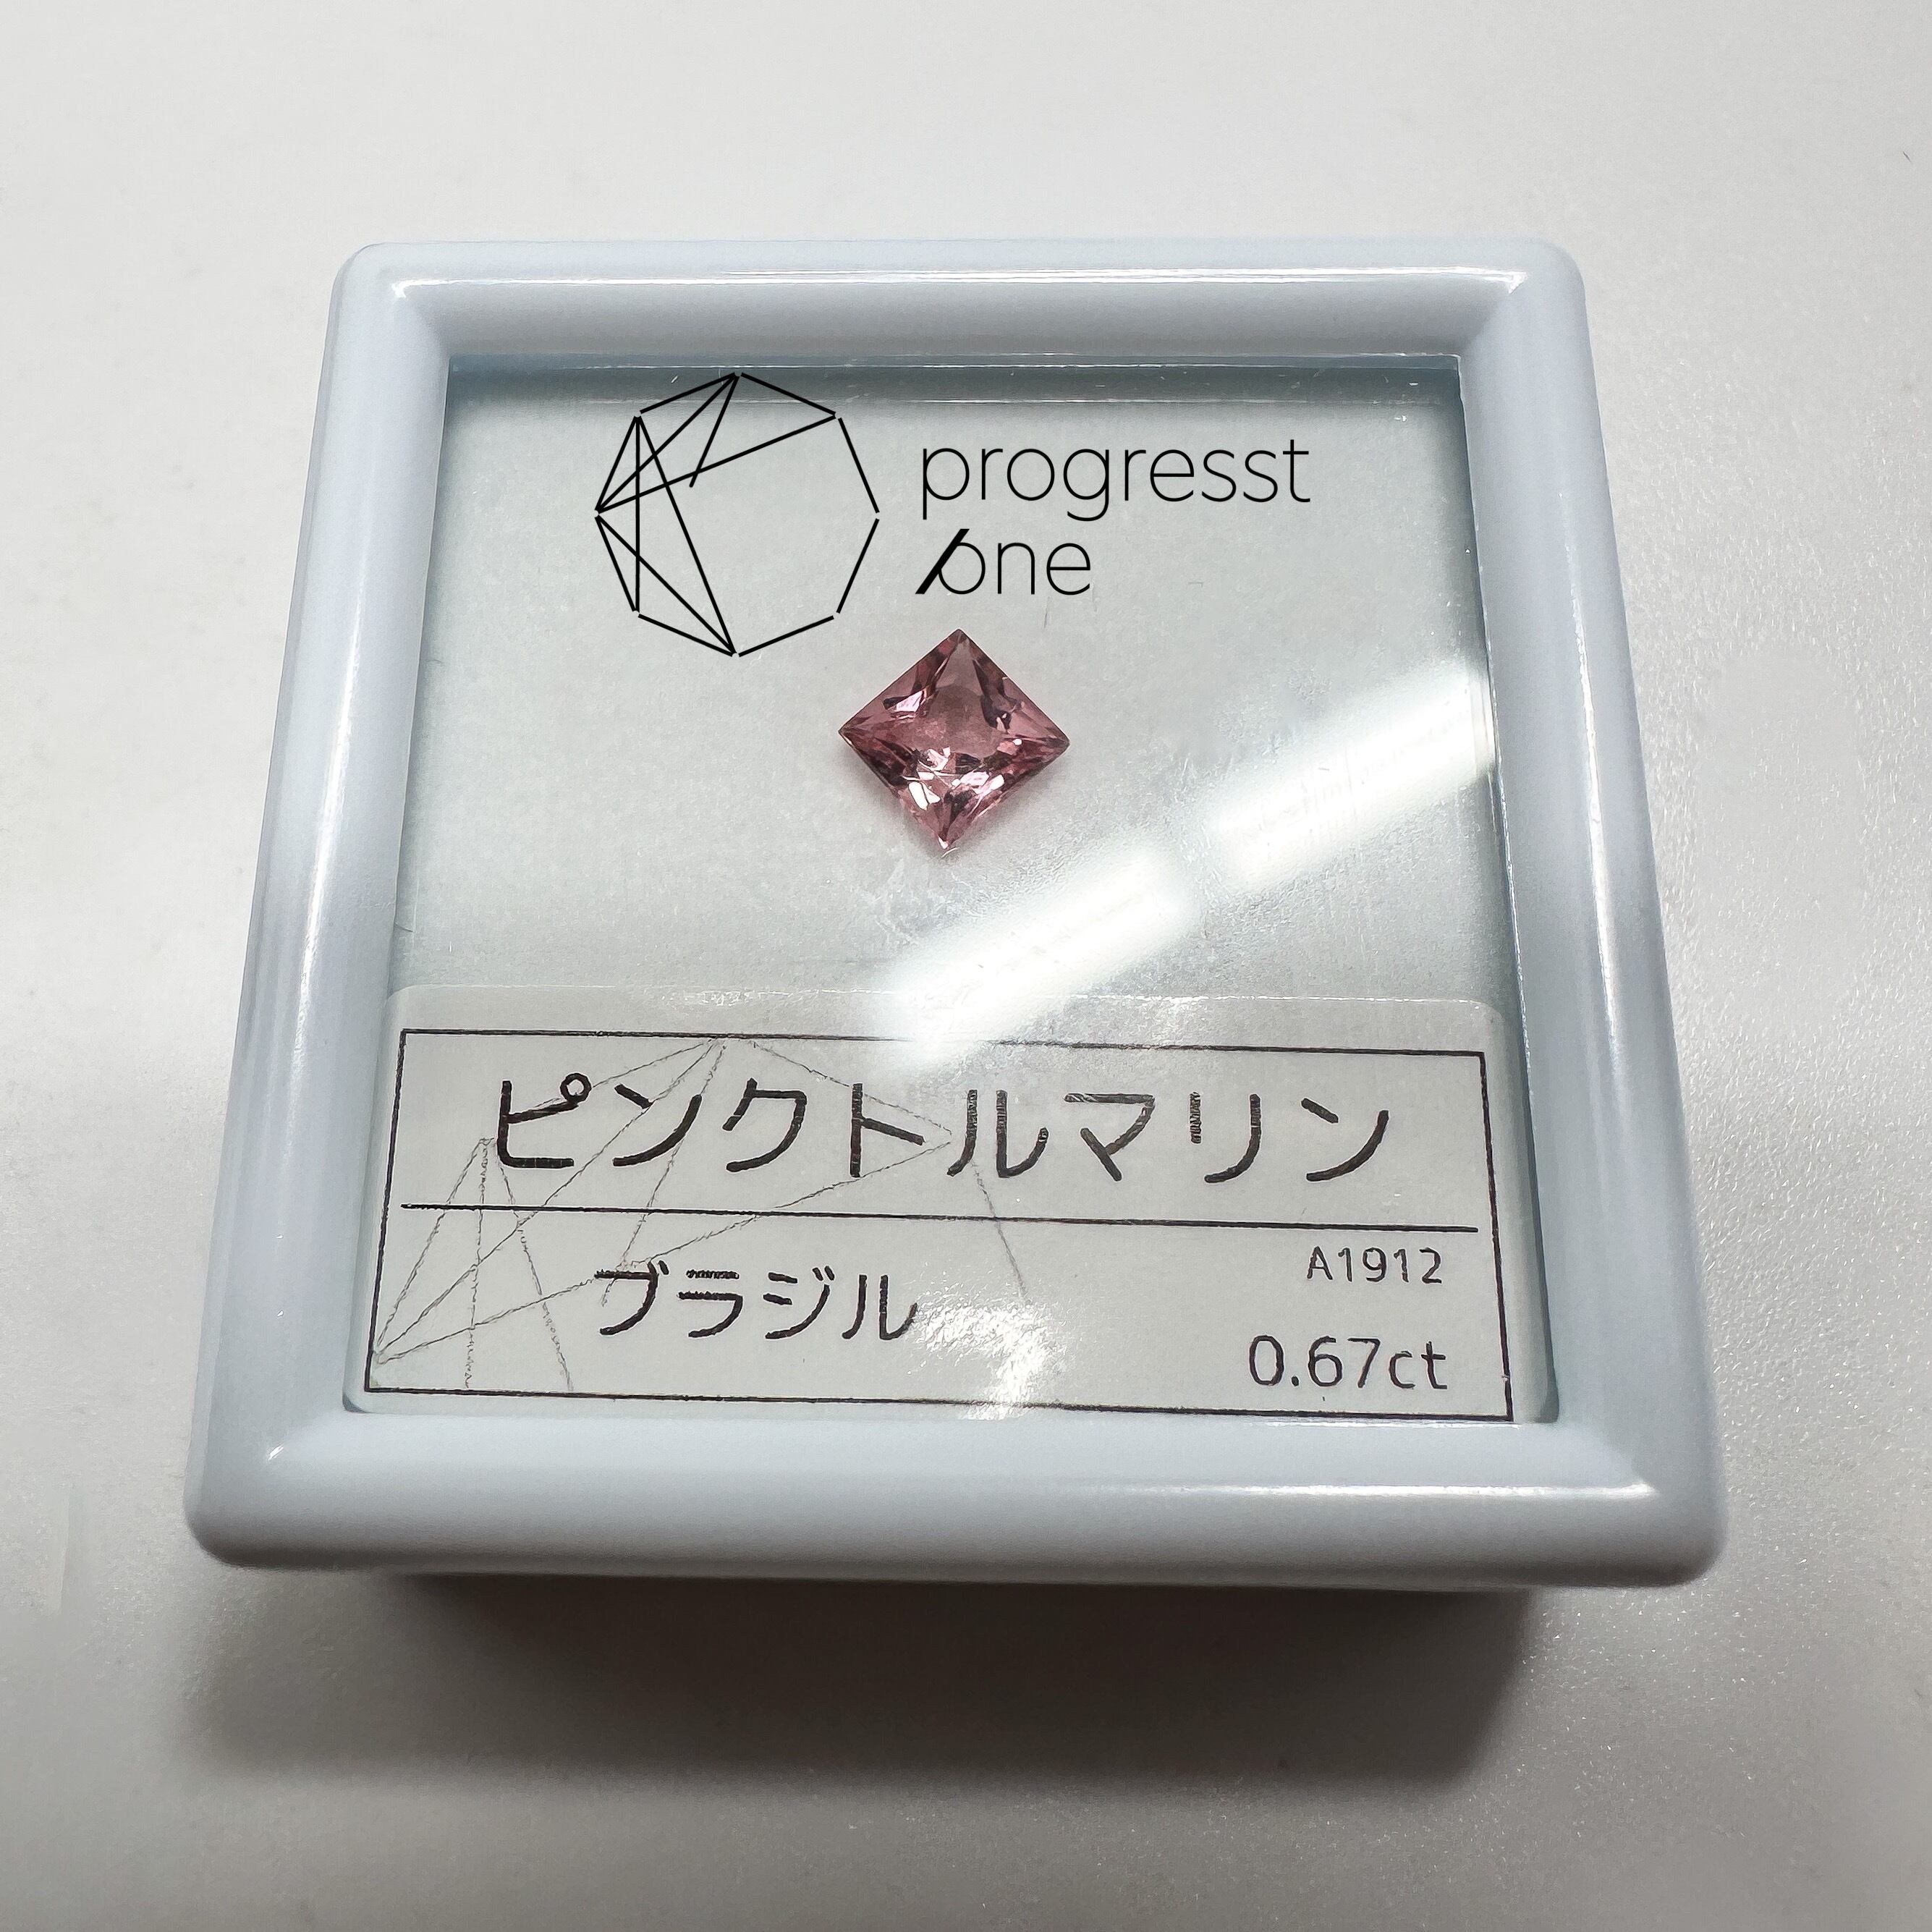 progresst
one
ピンクトルマリン
ブラジル
A1912
0.67ct